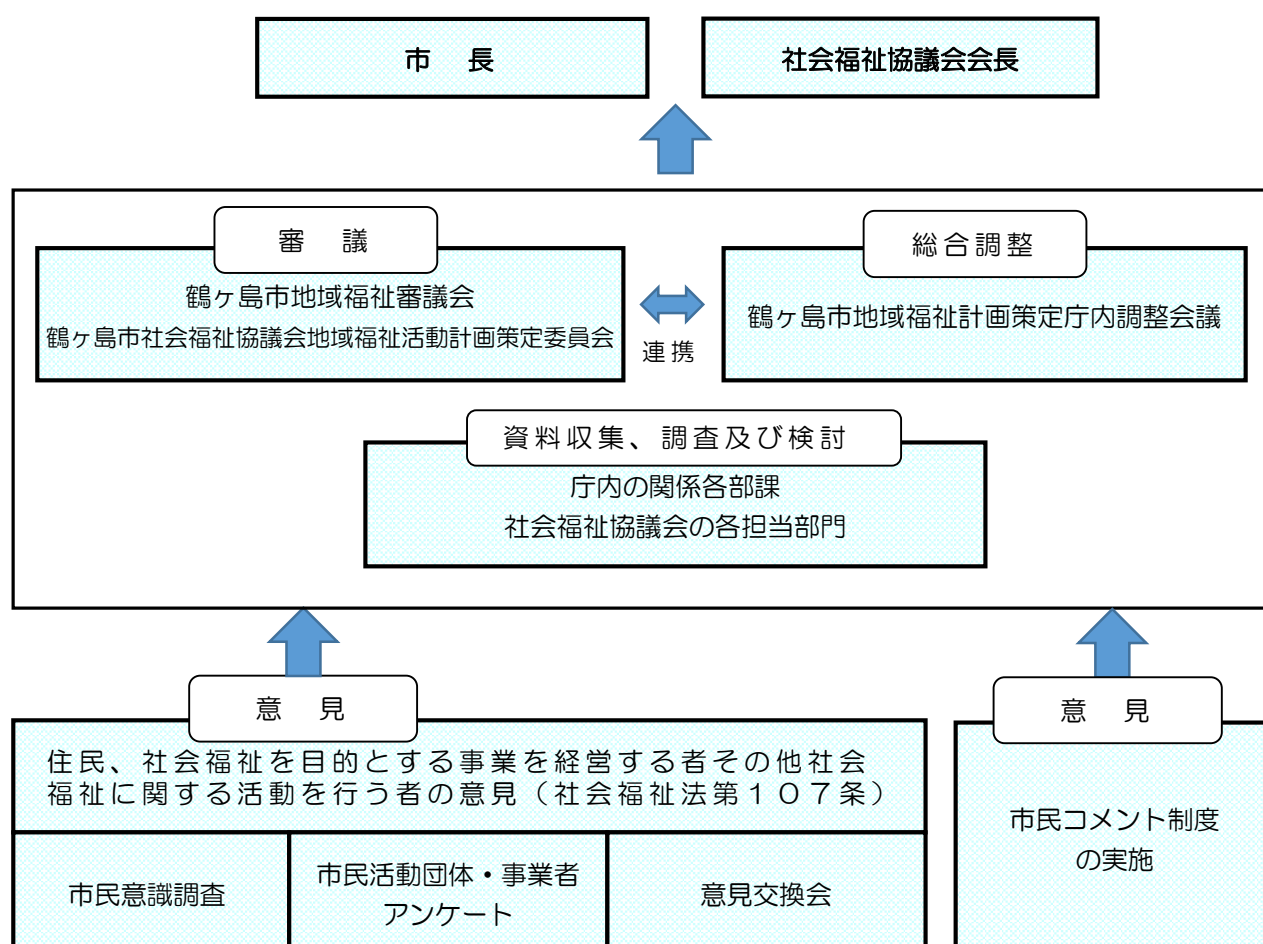 市　長
社会福祉協議会会長
審　議
鶴ヶ島市地域福祉審議会
鶴ヶ島市社会福祉協議会地域福祉活動計画策定委員会
連携
総合調整
鶴ヶ島市地域福祉計画策定庁内調整会議
資料収集、調査及び検討
庁内の関係各部課
社会福祉協議会の各担当部門
意　見
住民、社会福祉を目的とする事業を経営する者その他社会
福祉に関する活動を行う者の意見（社会福祉法第１０７条）
市民意識調査
市民活動団体・事業者
アンケート
意見交換会
意　見
市民コメント制度
の実施